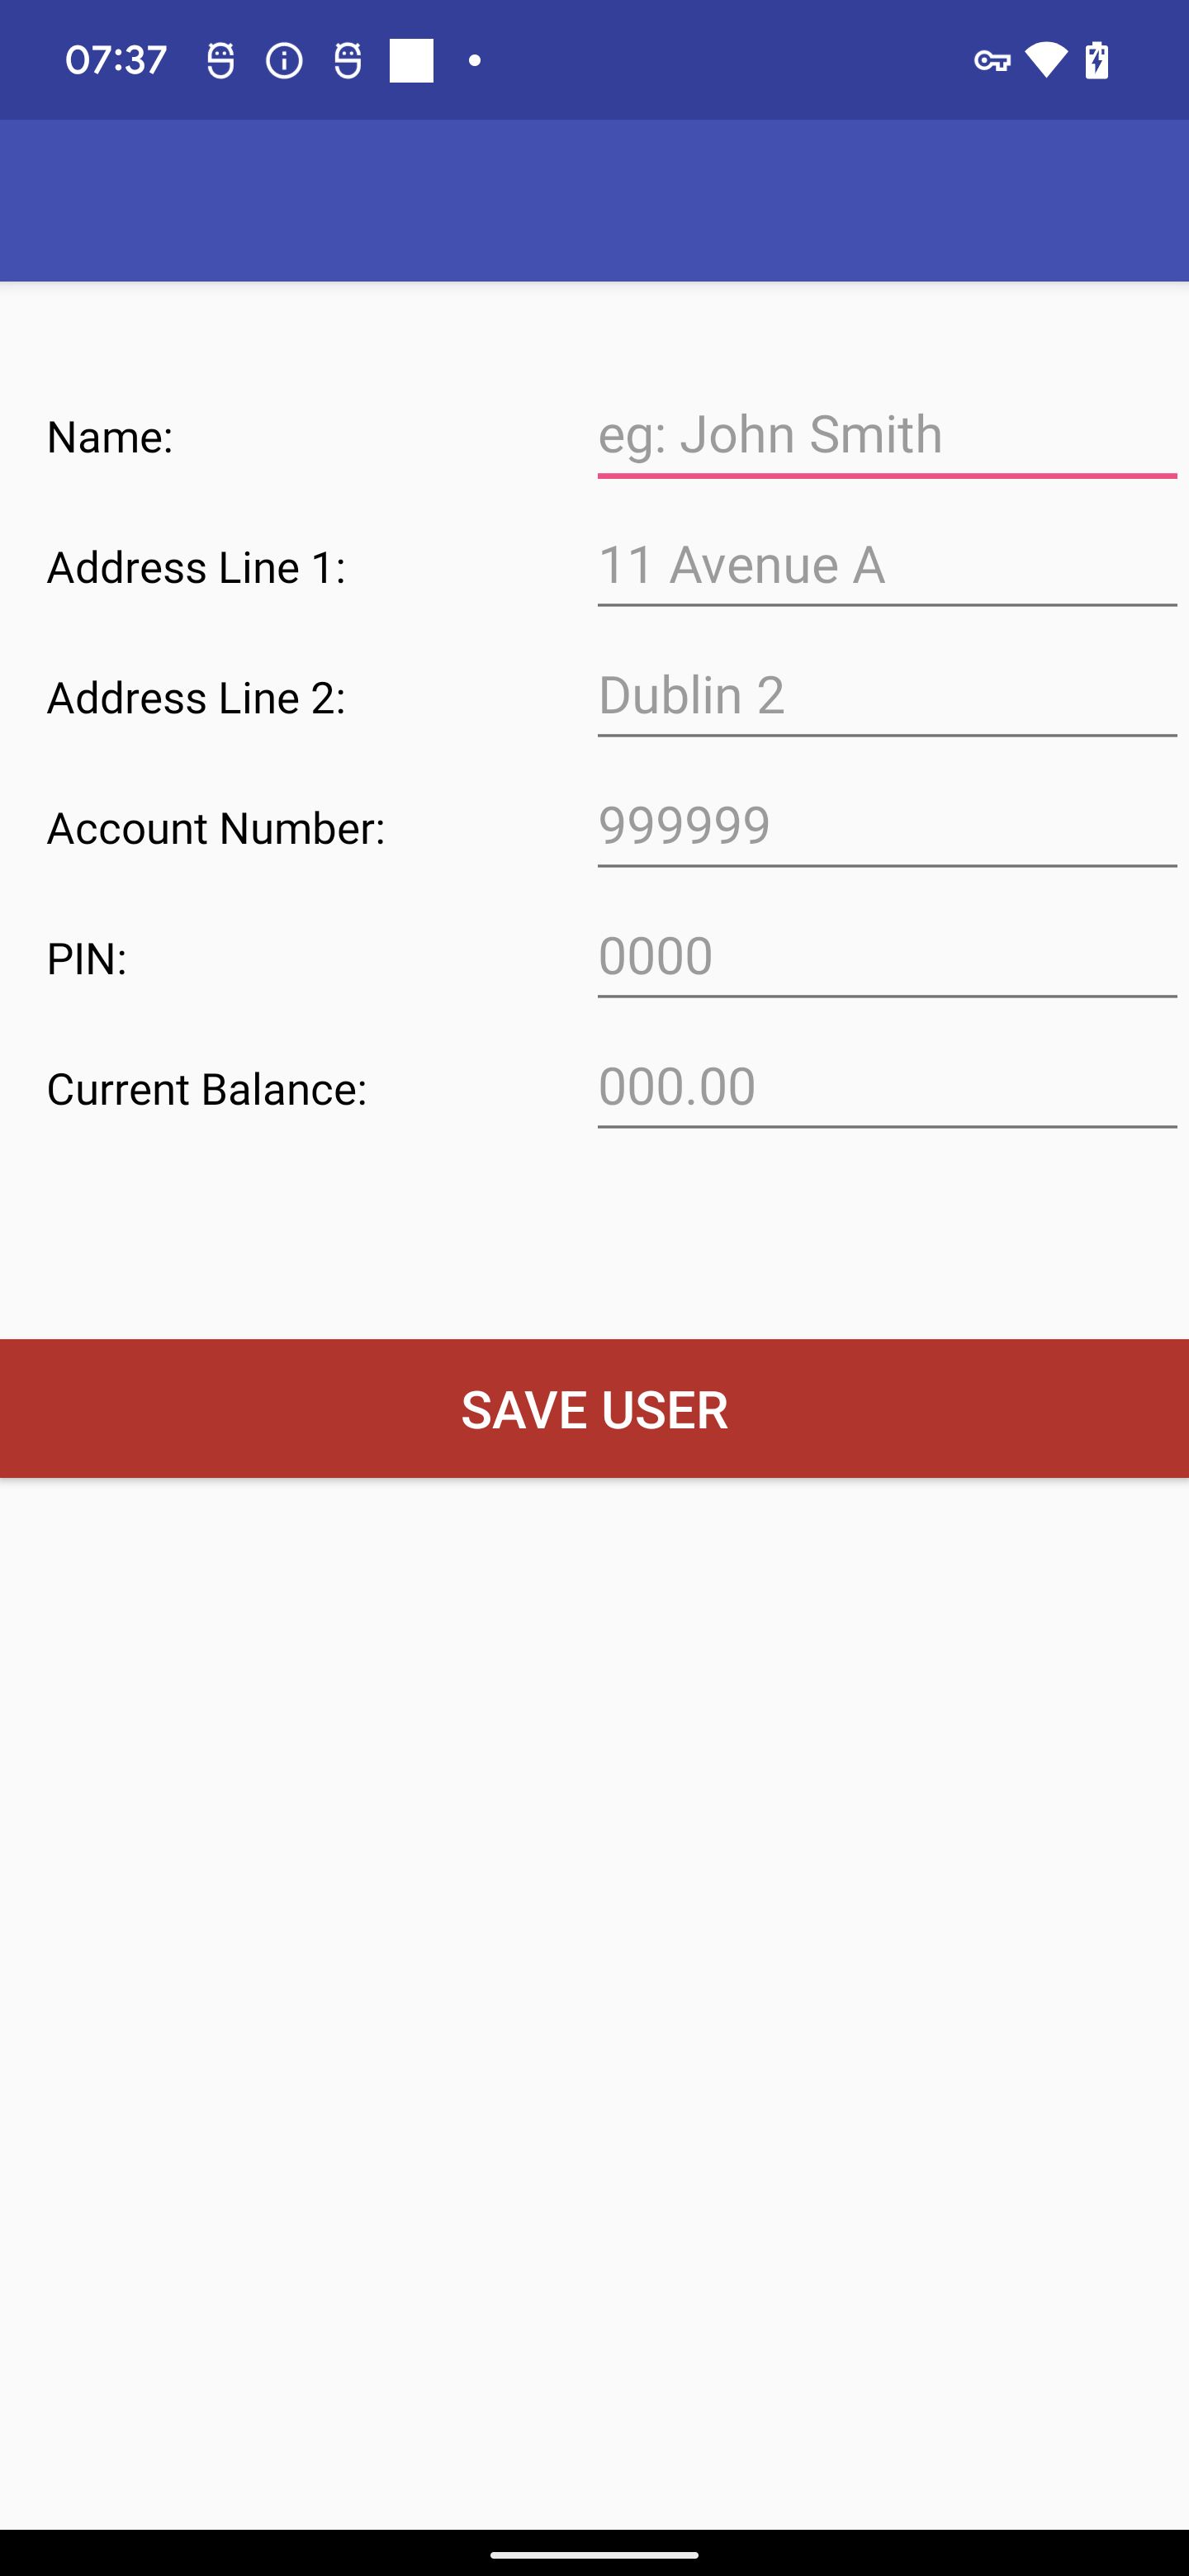 07:37
Name: eg: John Smith
Address Line 1: 11 Avenue A
Address Line 2: Dublin 2
Account Number: 999999
PIN: 0000
Current Balance: 000.00
SAVE USER